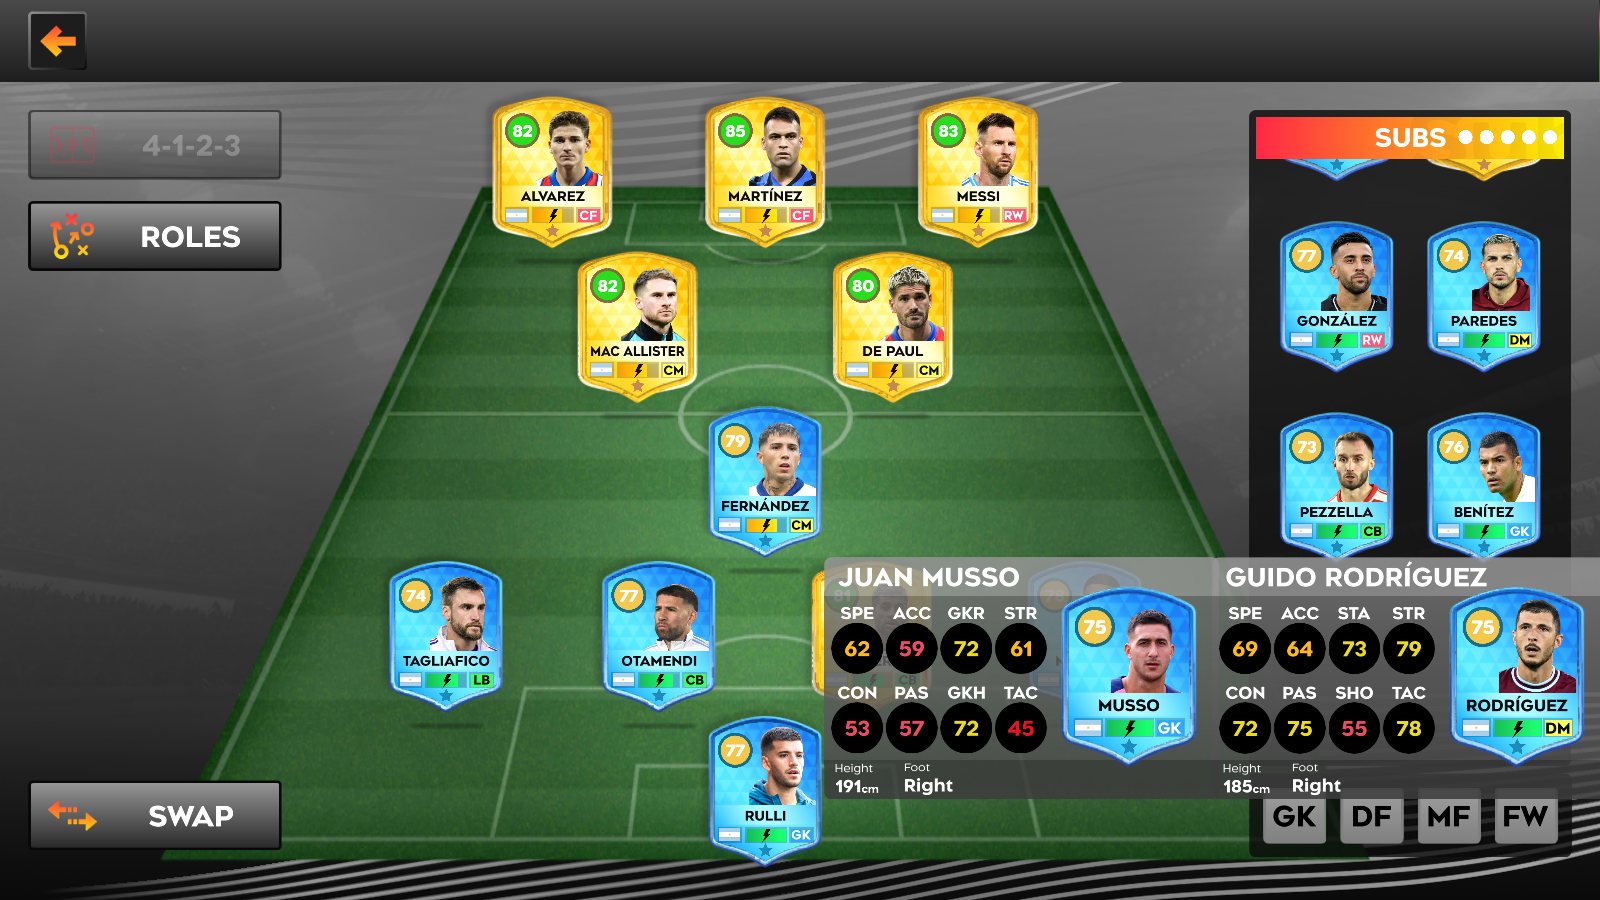 4-1-2-3
ROLES
SWAP
82
ALVAREZ
CF
85
MARTÍNEZ
CF
83
MESSI
RW
82
MAC ALLISTER
CM
80
DE PAUL
CM
79
FERNÁNDEZ
CM
74
TAGLIAFICO
LB
77
OTAMENDI
CB
81
CB
77
RULLI
GK
SUBS
77
GONZÁLEZ
RW
74
PAREDES
DM
73
PEZZELLA
CB
76
BENÍTEZ
GK
JUAN MUSSO
SPE ACC GKR STR
62 59 72 61
CON PAS GKH TAC
53 57 72 45
Height Foot
191cm Right
75
MUSSO
GK
GUIDO RODRÍGUEZ
SPE ACC STA STR
69 64 73 79
CON PAS SHO TAC
72 75 55 78
Height Foot
185cm Right
75
RODRÍGUEZ
DM
GK DF MF FW